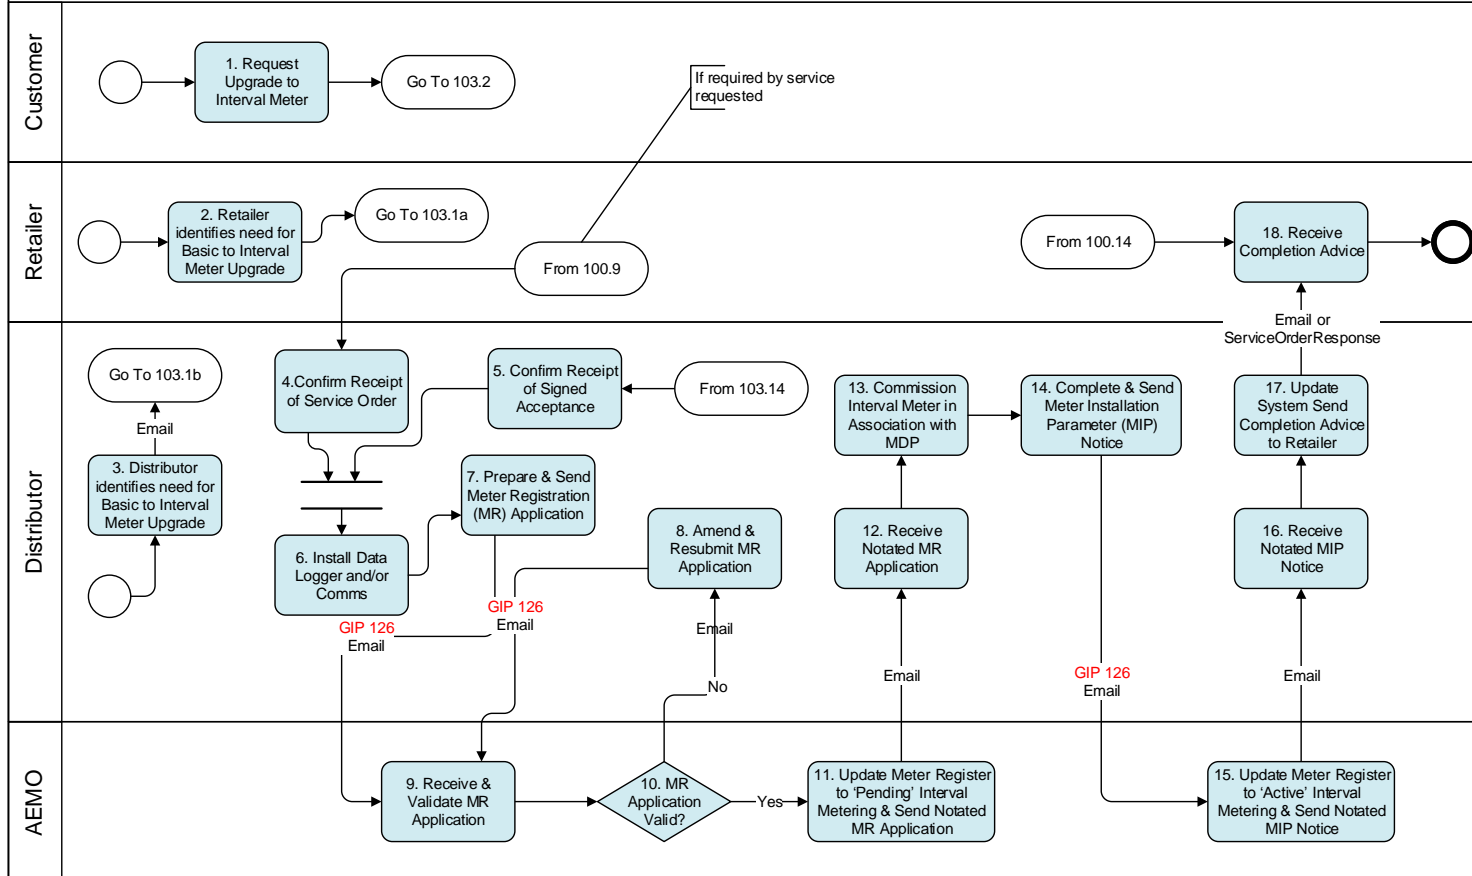 Customer
1. Request
Upgrade to
Interval Meter
Go To 103.2
If required by service
requested
Retailer
2. Retailer
identifies need for
Basic to Interval
Meter Upgrade
Go To 103.1a
From 100.9
From 100.14
18. Receive
Completion Advice
Email or
ServiceOrderResponse
Distributor
Go To 103.1b
Email
3. Distributor
identifies need for
Basic to Interval
Meter Upgrade
4.Confirm Receipt
of Service Order
5. Confirm Receipt
of Signed
Acceptance
From 103.14
6. Install Data
Logger and/or
Comms
7. Prepare & Send
Meter Registration
(MR) Application
GIP 126
Email
GIP 126
Email
8. Amend &
Resubmit MR
Application
Email
No
13. Commission
Interval Meter in
Association with
MDP
12. Receive
Notated MR
Application
Email
14. Complete & Send
Meter Installation
Parameter (MIP)
Notice
GIP 126
Email
17. Update
System Send
Completion Advice
to Retailer
16. Receive
Notated MIP
Notice
Email
AEMO
9. Receive &
Validate MR
Application
10. MR
Application
Valid?
Yes
11. Update Meter Register
to ‘Pending’ Interval
Metering & Send Notated
MR Application
15. Update Meter Register
to ‘Active’ Interval
Metering & Send Notated
MIP Notice